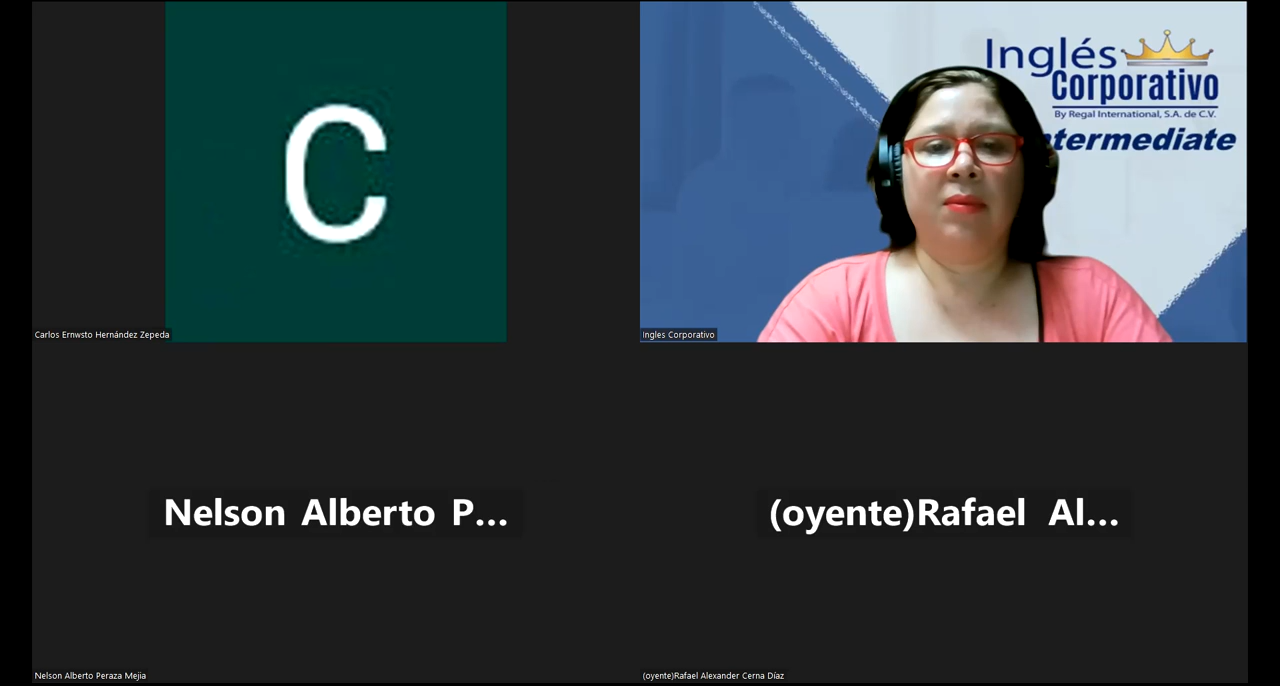 C
Carlos Ernwsto Hernández Zepeda
Inglés
Corporativo
By Regal International, S.A. de C.V.
ntermediate
Ingles Corporativo
Nelson Alberto P...
Nelson Alberto Peraza Mejia
(oyente)Rafael Al...
(oyente)Rafael Alexander Cerna Díaz